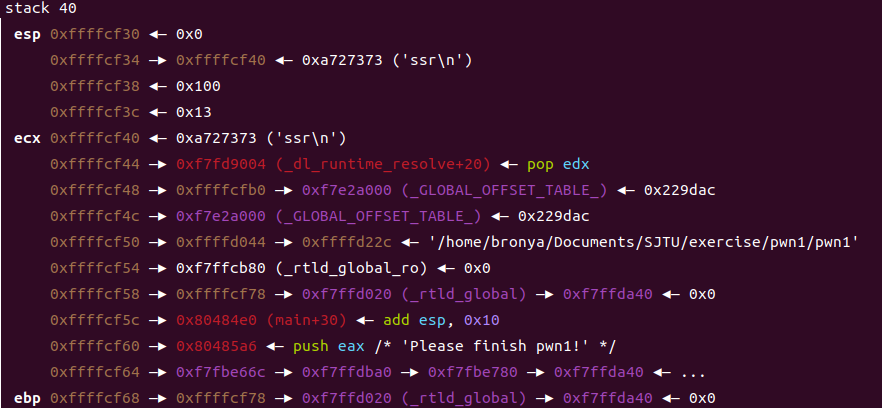 stack 40
esp 0xffffcf30 ◂— 0x0
0xffffcf34 —▸ 0xffffcf40 ◂— 0xa727373 ('ssr\n')
0xffffcf38 ◂— 0x100
0xffffcf3c ◂— 0x13
ecx 0xffffcf40 ◂— 0xa727373 ('ssr\n')
0xffffcf44 —▸ 0xf7fd9004 (_dl_runtime_resolve+20) ◂— pop edx
0xffffcf48 —▸ 0xffffcfb0 —▸ 0xf7e2a000 (_GLOBAL_OFFSET_TABLE_) ◂— 0x229dac
0xffffcf4c —▸ 0xf7e2a000 (_GLOBAL_OFFSET_TABLE_) ◂— 0x229dac
0xffffcf50 —▸ 0xffffd044 —▸ 0xffffd22c ◂— '/home/bronya/Documents/SJTU/exercise/pwn1/pwn1'
0xffffcf54 —▸ 0xf7ffcb80 (_rtld_global_ro) ◂— 0x0
0xffffcf58 —▸ 0xffffcf78 —▸ 0xf7ffd020 (_rtld_global) —▸ 0xf7ffda40 ◂— 0x0
0xffffcf5c —▸ 0x80484e0 (main+30) ◂— add esp, 0x10
0xffffcf60 —▸ 0x80485a6 ◂— push eax /* 'Please finish pwn1!' */
0xffffcf64 —▸ 0xf7fbe66c —▸ 0xf7ffdba0 —▸ 0xf7fbe780 —▸ 0xf7ffda40 ◂— ...
ebp 0xffffcf68 —▸ 0xffffcf78 —▸ 0xf7ffd020 (_rtld_global) —▸ 0xf7ffda40 ◂— 0x0